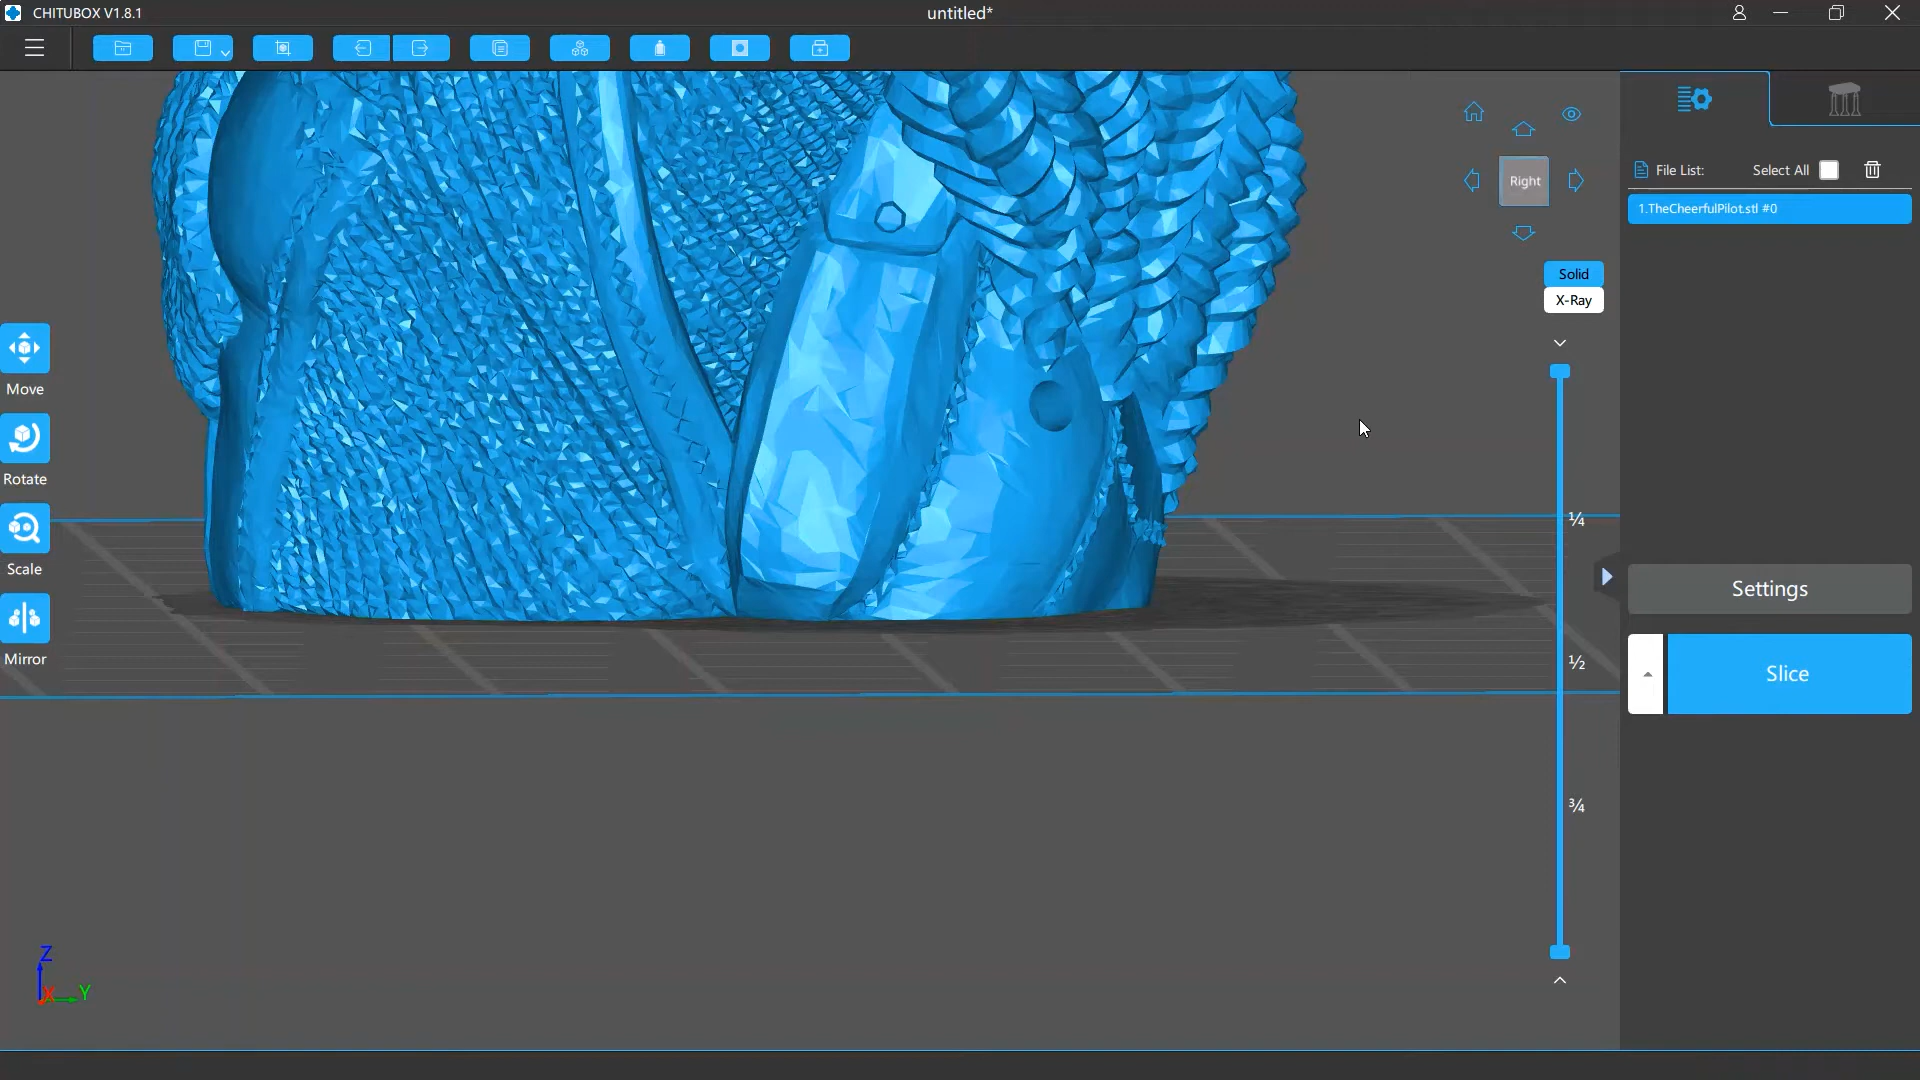 CHITUBOX V1.8.1
untitled*
File List:
Select All
1.TheCheerfulPilot.stl #0
Right
Solid
X-Ray
Move
Rotate
Scale
Mirror
¼
½
¾
Settings
Slice
Z
X
Y